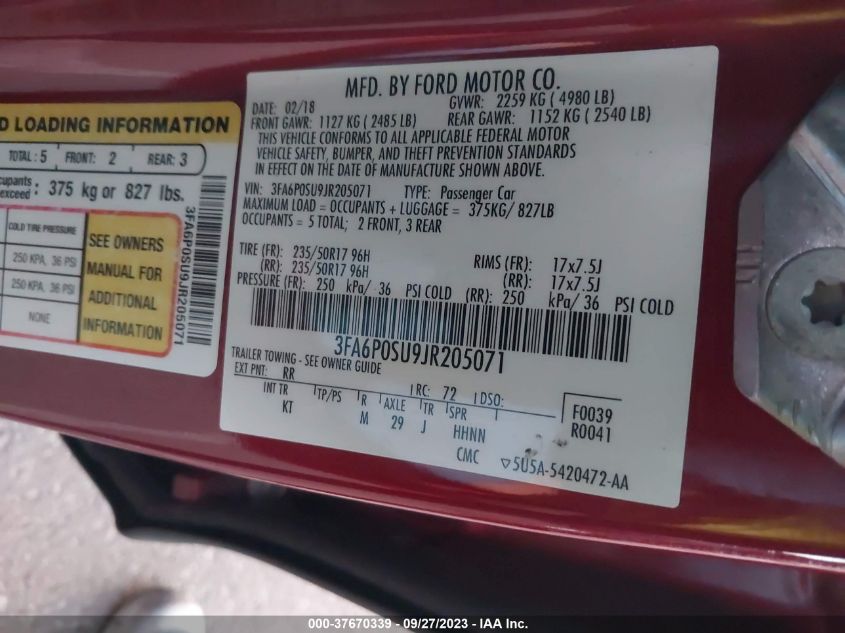 D LOADING INFORMATION
TOTAL : 5 FRONT: 2 REAR: 3
cupants
exceed : 375 kg or 827 lbs.
COLD TIRE PRESSURE
250 KPA, 36 PSI
250 KPA, 36 PSI
NONE
SEE OWNERS
MANUAL FOR
ADDITIONAL
INFORMATION
3FA6P0SU9JR205071
MFD. BY FORD MOTOR CO.
DATE: 02/18 GVWR: 2259 KG ( 4980 LB)
FRONT GAWR: 1127 KG ( 2485 LB) REAR GAWR: 1152 KG ( 2540 LB)
THIS VEHICLE CONFORMS TO ALL APPLICABLE FEDERAL MOTOR
VEHICLE SAFETY, BUMPER, AND THEFT PREVENTION STANDARDS
IN EFFECT ON THE DATE OF MANUFACTURE SHOWN ABOVE.
VIN: 3FA6P0SU9JR205071 TYPE: Passenger Car
MAXIMUM LOAD = OCCUPANTS + LUGGAGE = 375KG/ 827LB
OCCUPANTS = 5 TOTAL; 2 FRONT, 3 REAR
TIRE (FR): 235/50R17 96H RIMS (FR): 17x7.5J
(RR): 235/50R17 96H (RR): 17x7.5J
PRESSURE (FR): 250 kPa/ 36 PSI COLD (RR): 250 kPa/ 36 PSI COLD
3FA6P0SU9JR205071
TRAILER TOWING - SEE OWNER GUIDE
EXT PNT: RR RC: 72 DSO:
INT TR TP/PS R AXLE TR SPR
KT M 29 J HHNN
CMC
F0039
R0041
▽5U5A-5420472-AA
000-37670339 - 09/27/2023 - IAA Inc.